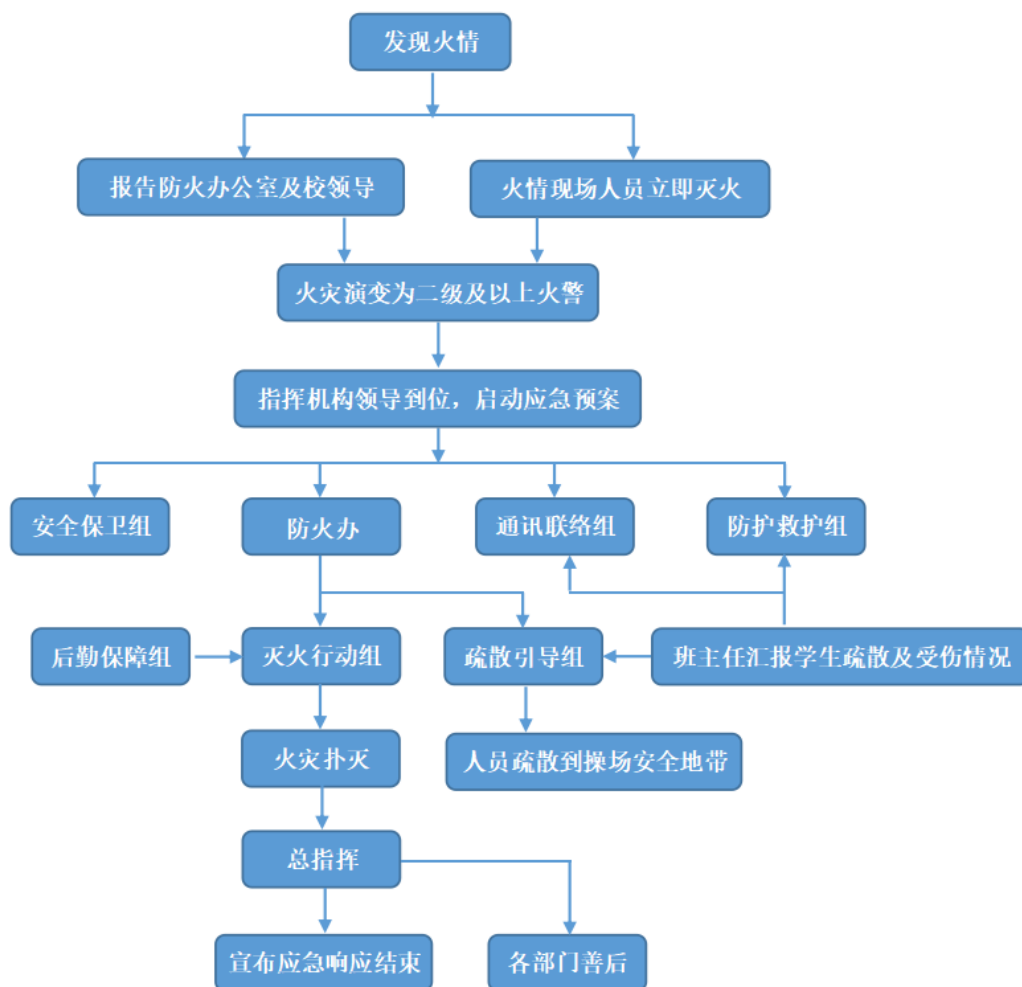 发现火情
报告防火办公室及校领导
火情现场人员立即灭火
火灾演变为二级及以上火警
指挥机构领导到位，启动应急预案
安全保卫组
防火办
通讯联络组
防护救护组
后勤保障组
灭火行动组
疏散引导组
班主任汇报学生疏散及受伤情况
火灾扑灭
人员疏散到操场安全地带
总指挥
宣布应急响应结束
各部门善后